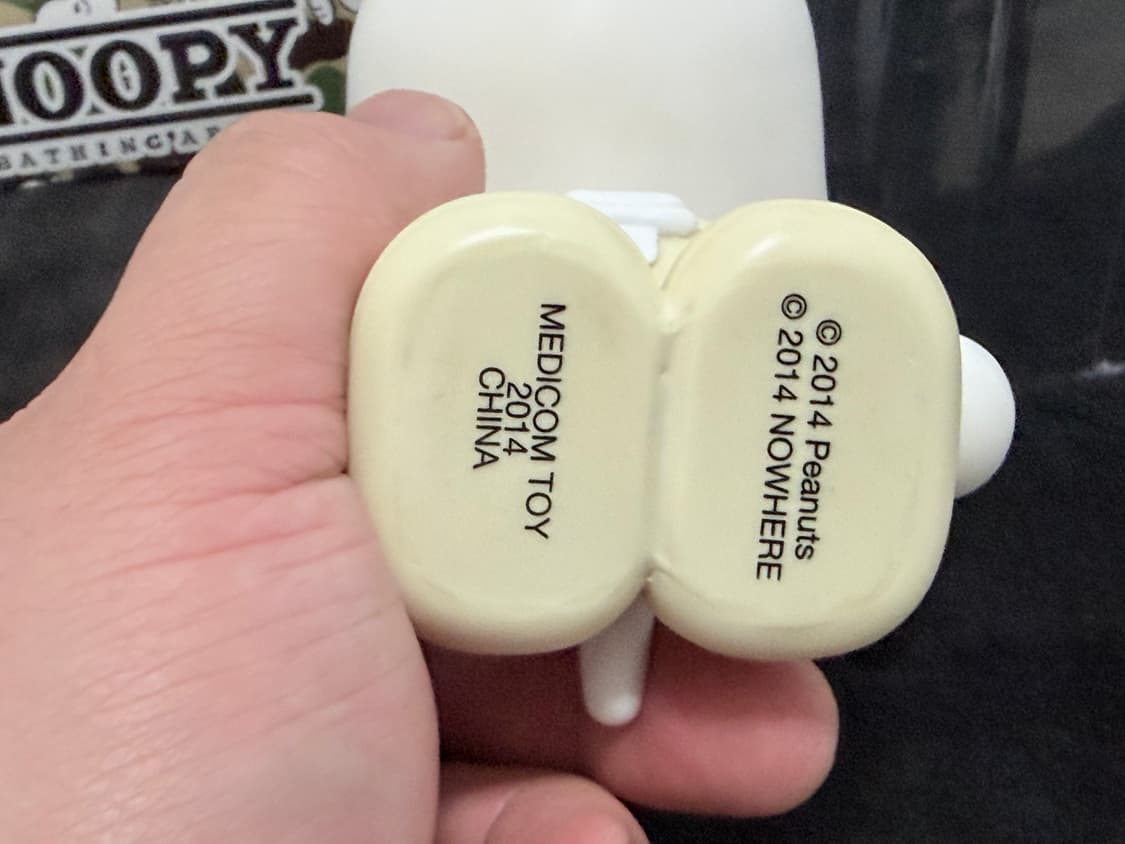 OOPY
BATHING A
MEDICOM TOY
2014
CHINA
© 2014 Peanuts
© 2014 NOWHERE